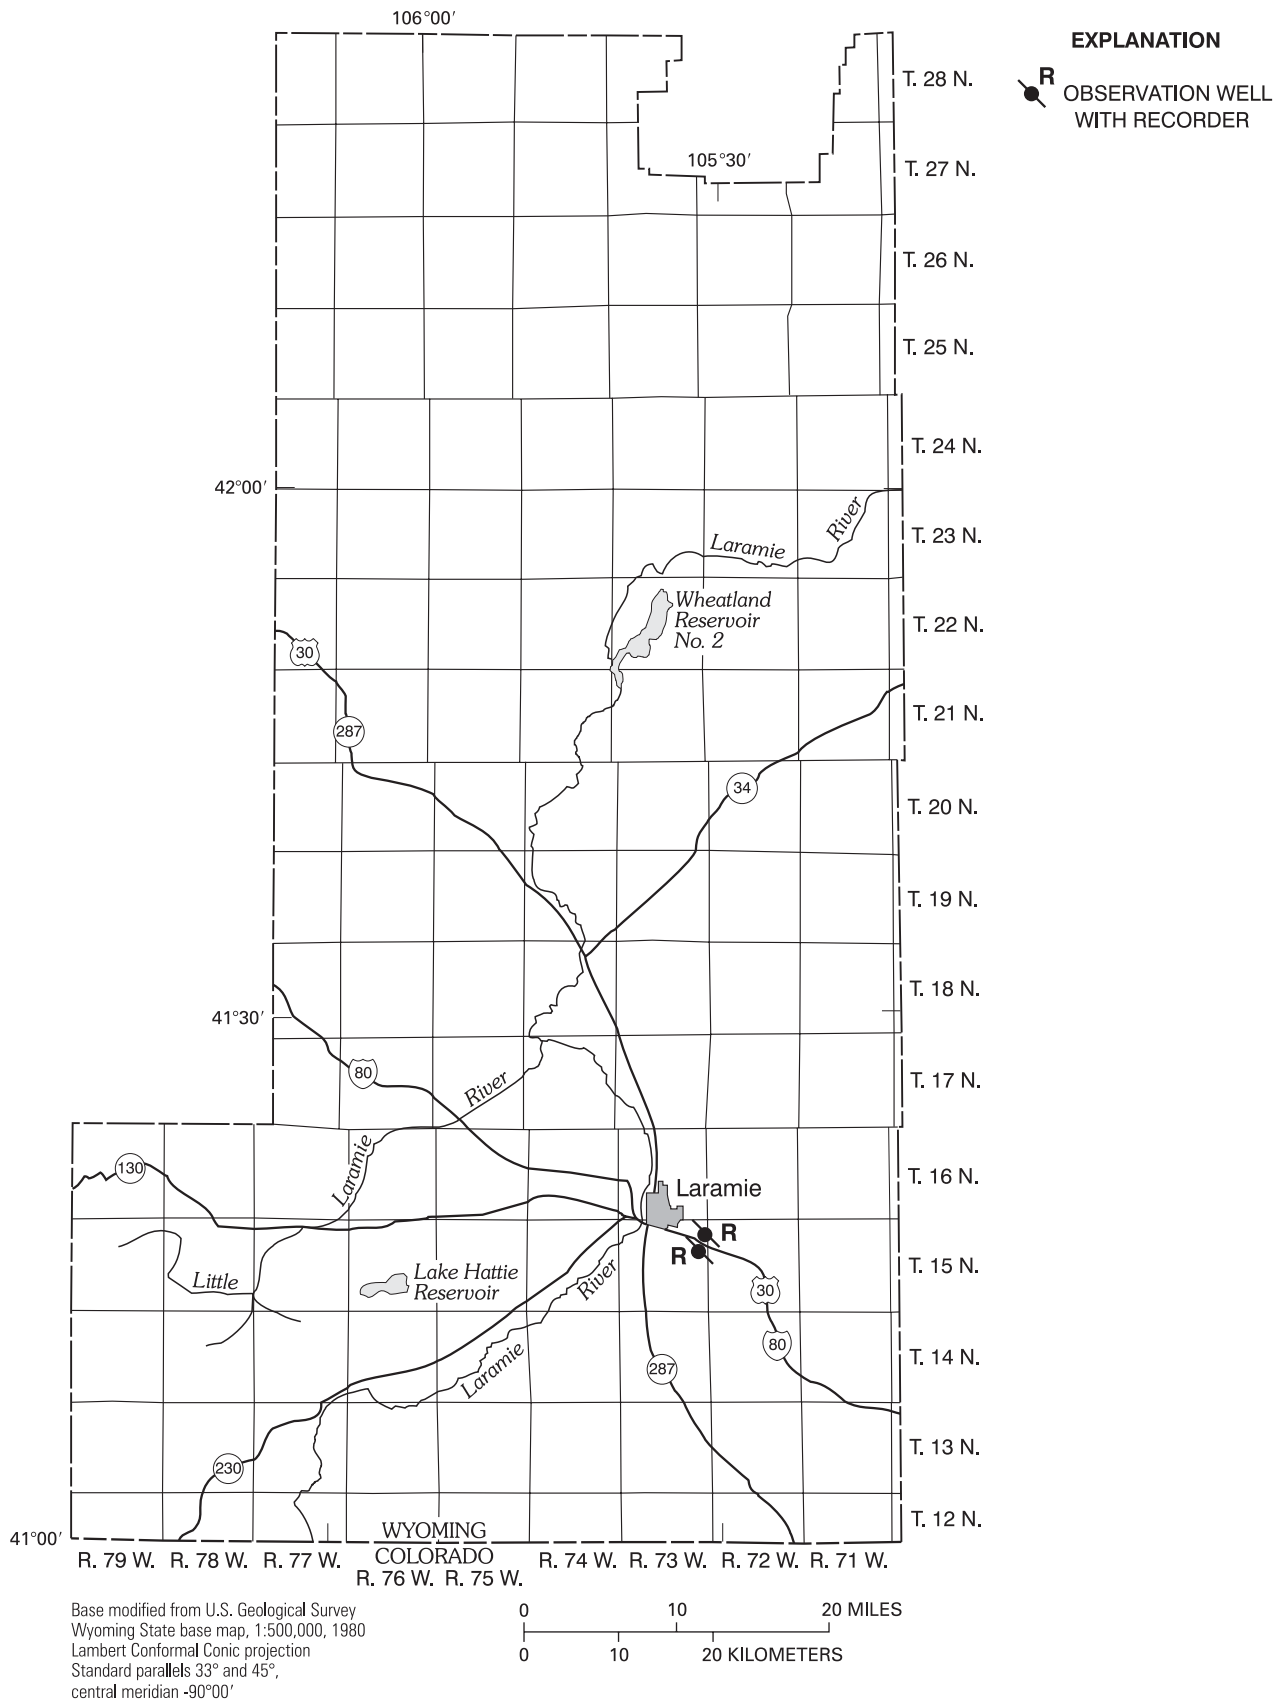 106°00′
EXPLANATION
R
OBSERVATION WELL
WITH RECORDER
T. 28 N.
105°30′
T. 27 N.
T. 26 N.
T. 25 N.
T. 24 N.
42°00′
T. 23 N.
Laramie River
Wheatland
Reservoir
No. 2
T. 22 N.
30
T. 21 N.
287
34
T. 20 N.
T. 19 N.
T. 18 N.
41°30′
80
T. 17 N.
Laramie River
130
T. 16 N.
Laramie
R
R
T. 15 N.
Little
Lake Hattie
Reservoir
Laramie River
30
80
T. 14 N.
287
T. 13 N.
230
T. 12 N.
41°00′
WYOMING
COLORADO
R. 79 W. R. 78 W. R. 77 W.
R. 76 W. R. 75 W.
R. 74 W. R. 73 W. R. 72 W. R. 71 W.
Base modified from U.S. Geological Survey
Wyoming State base map, 1:500,000, 1980
Lambert Conformal Conic projection
Standard parallels 33° and 45°,
central meridian -90°00′
0 10 20 MILES
0 10 20 KILOMETERS